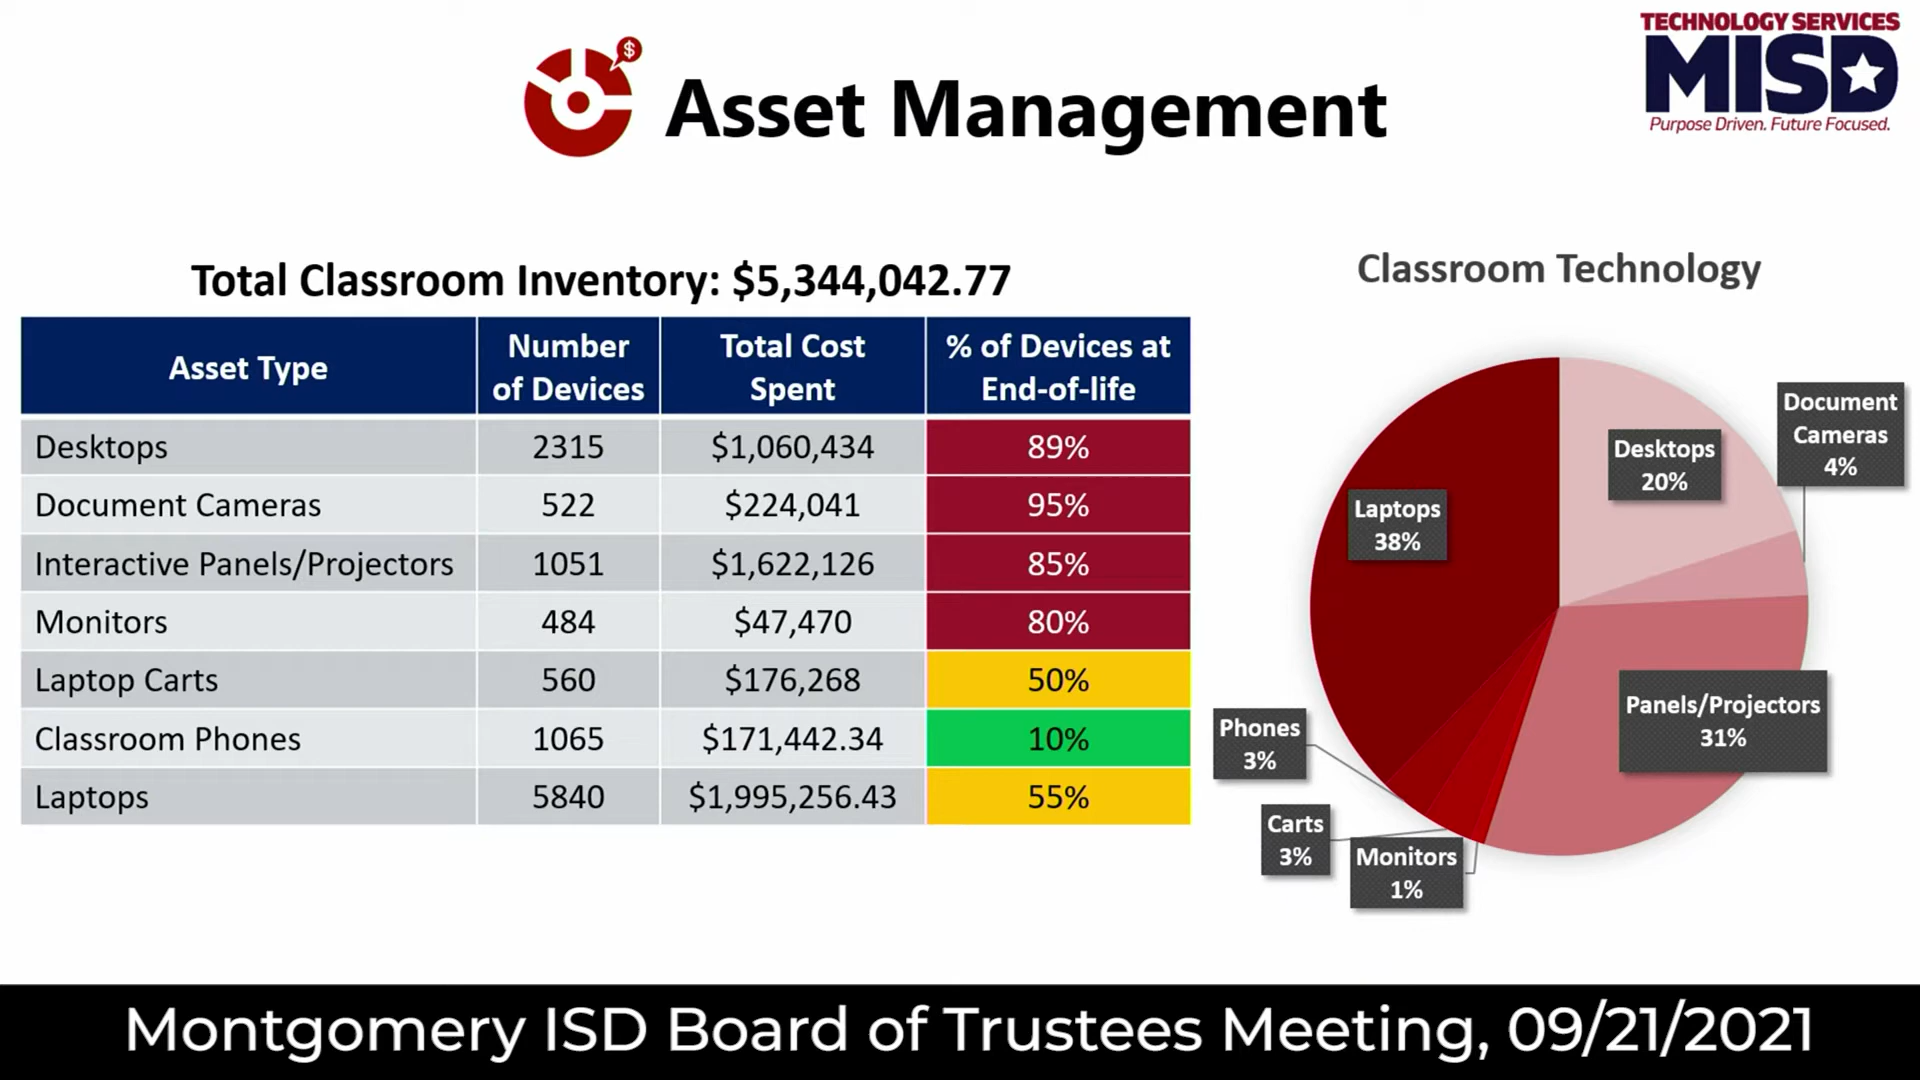 TECHNOLOGY SERVICES
MISD
Purpose Driven. Future Focused.
$
Asset Management
Total Classroom Inventory: $5,344,042.77
Asset Type
Number of Devices
Total Cost Spent
% of Devices at End-of-life
Desktops 2315 $1,060,434 89%
Document Cameras 522 $224,041 95%
Interactive Panels/Projectors 1051 $1,622,126 85%
Monitors 484 $47,470 80%
Laptop Carts 560 $176,268 50%
Classroom Phones 1065 $171,442.34 10%
Laptops 5840 $1,995,256.43 55%
Classroom Technology
Document
Cameras
4%
Desktops
20%
Laptops
38%
Panels/Projectors
31%
Phones
3%
Carts
3%
Monitors
1%
Montgomery ISD Board of Trustees Meeting, 09/21/2021